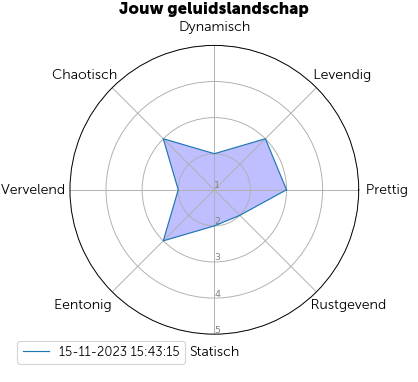 Jouw geluidslandschap
Dynamisch
Chaotisch
Levendig
Vervelend
1
Prettig
2
3
4
Eentonig
Rustgevend
5
15-11-2023 15:43:15
Statisch